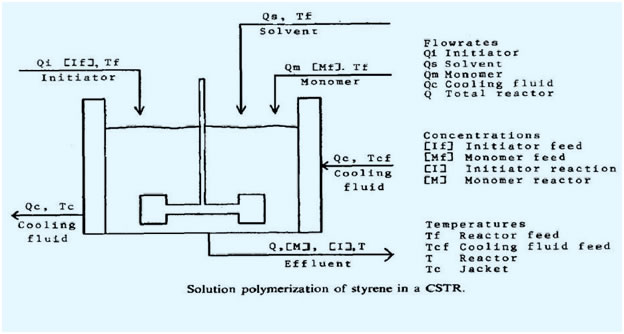 Qs, Tf
Solvent
Qi [If], Tf
Initiator
Qm [Mf]. Tf
Monomer
Qc, Tcf
Cooling
fluid
Qc, Tc
Cooling
fluid
Q,[M], [I],T
Effluent
Flowrates
Qi Initiator
Qs Solvent
Qm Monomer
Qc Cooling fluid
Q Total reactor
Concentrations
[If] Initiator feed
[Mf] Monomer feed
[I] Initiator reaction
[M] Monomer reactor
Temperatures
Tf Reactor feed
Tcf Cooling fluid feed
T Reactor
Tc Jacket
Solution polymerization of styrene in a CSTR.